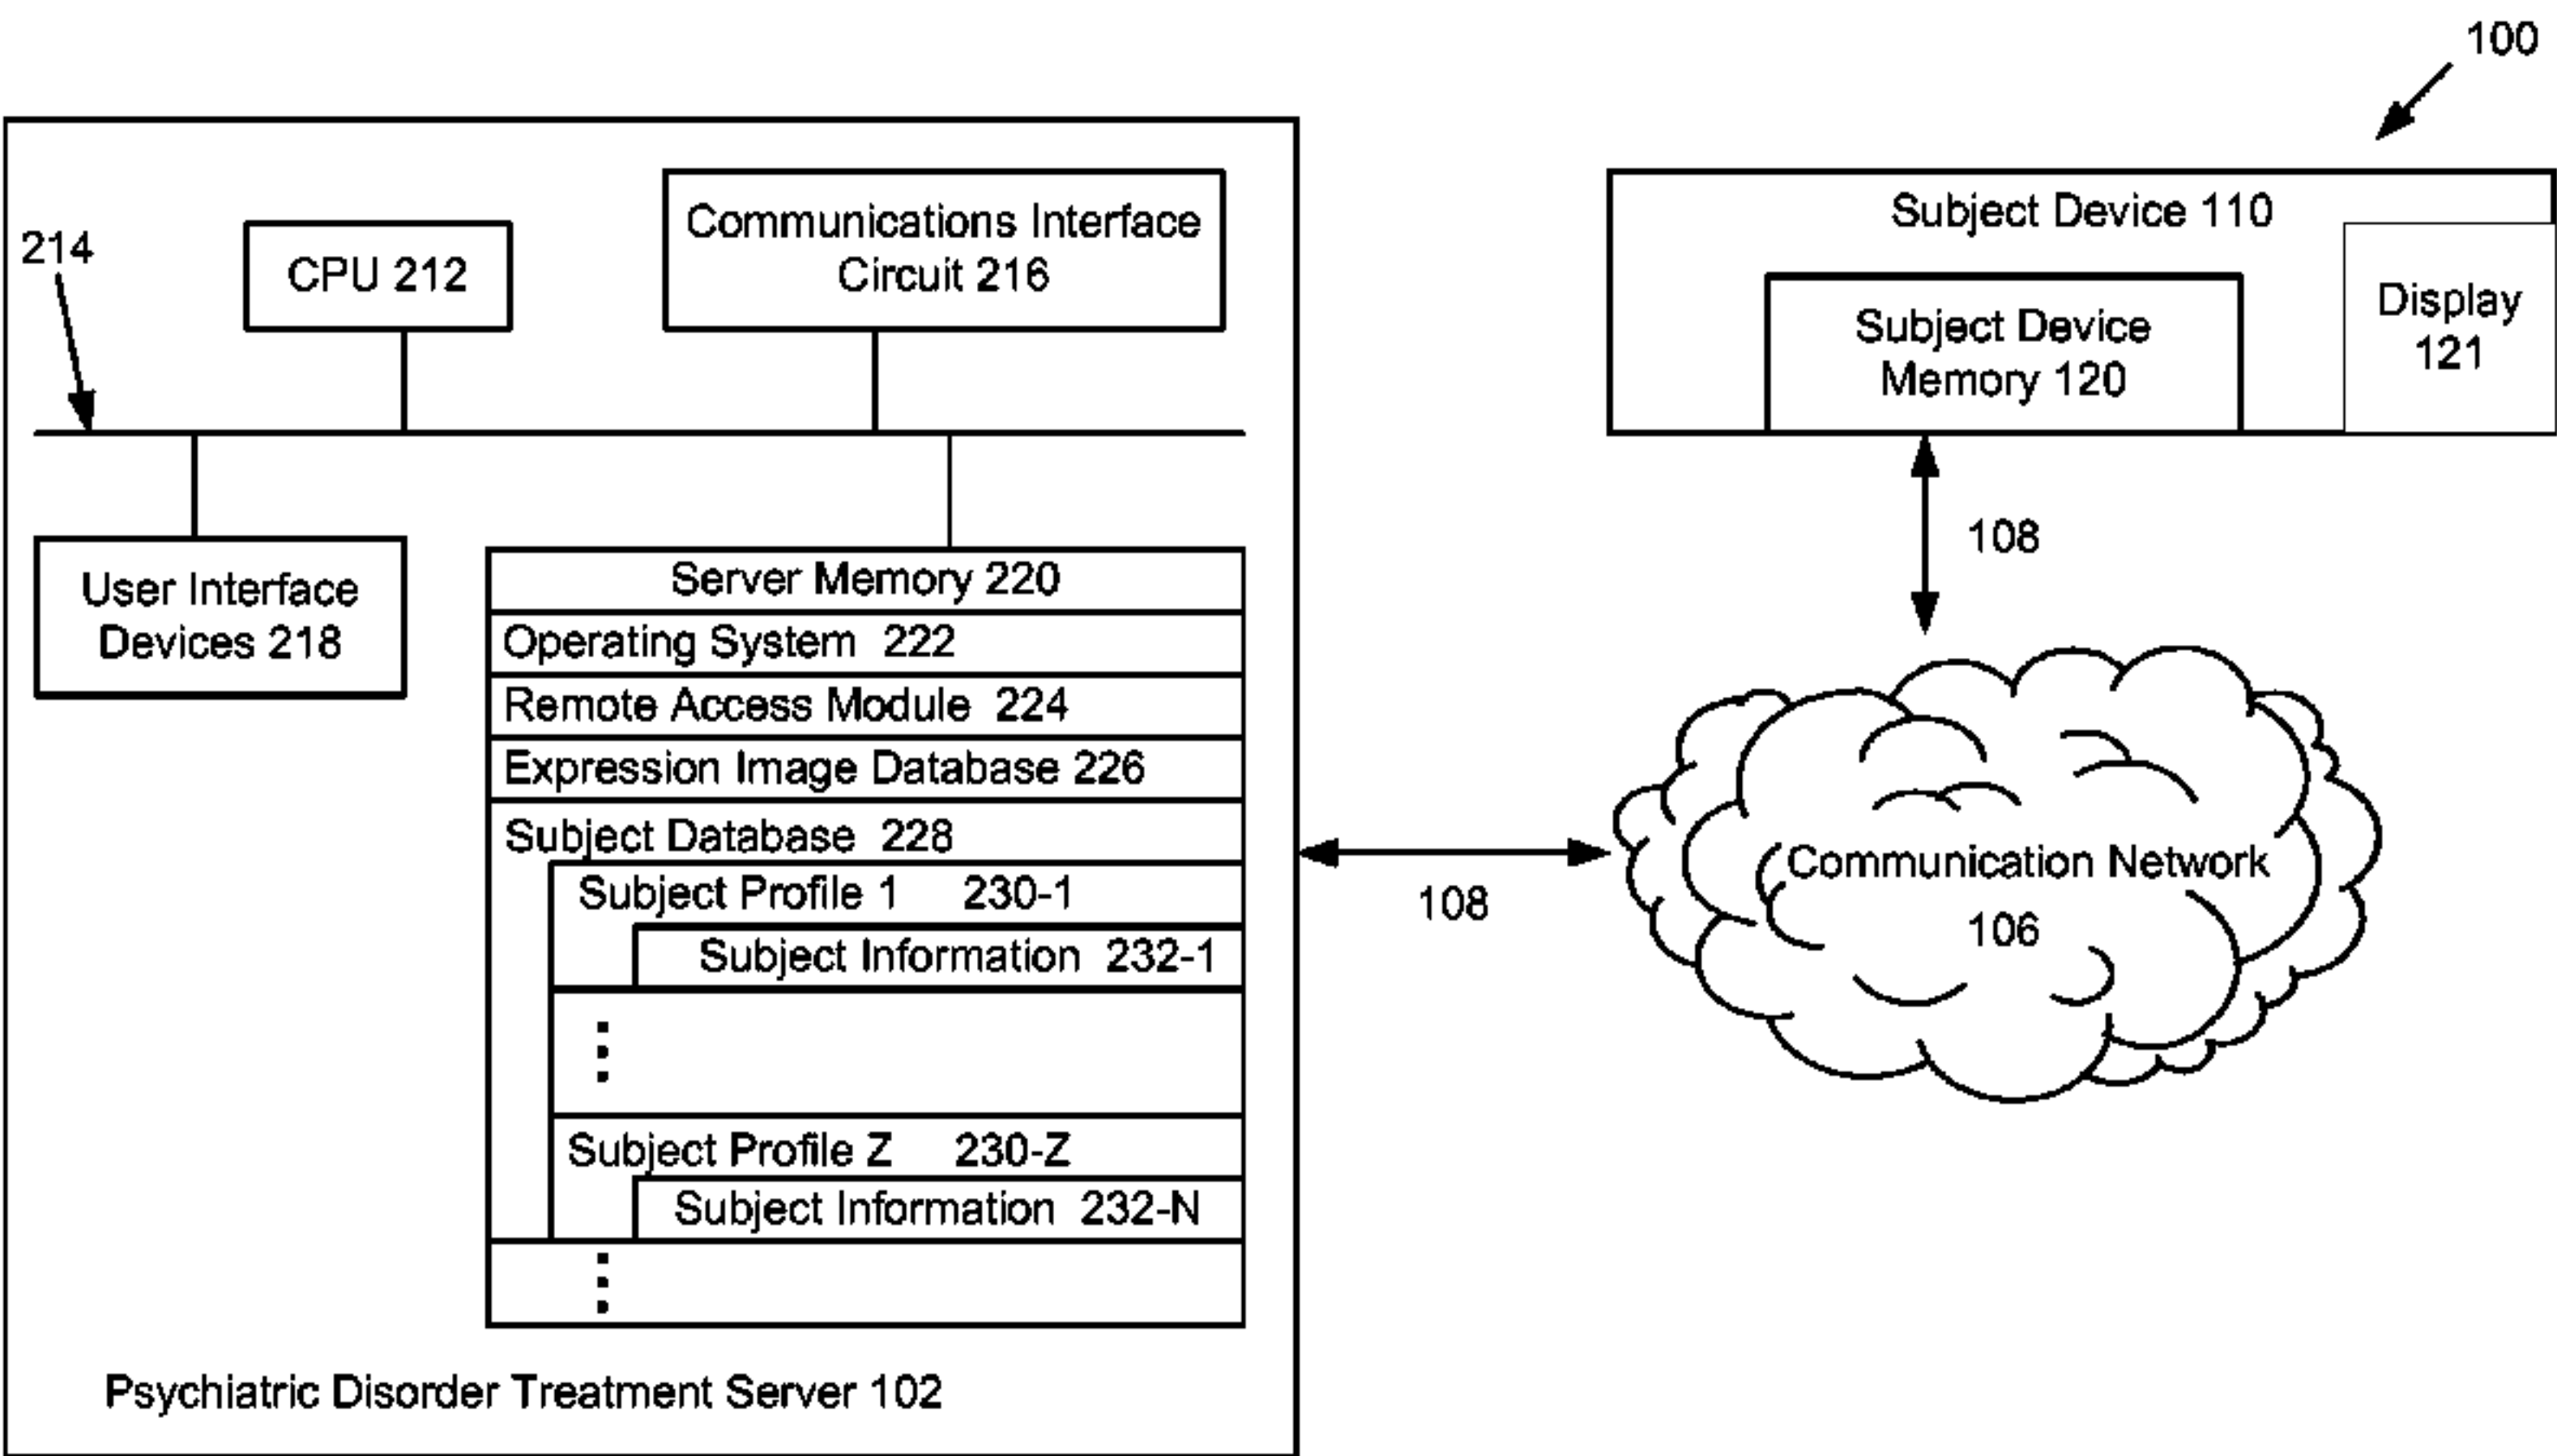 100
214
CPU 212
Communications Interface
Circuit 216
User Interface
Devices 218
Server Memory 220
Operating System 222
Remote Access Module 224
Expression Image Database 226
Subject Database 228
Subject Profile 1 230-1
Subject Information 232-1
Subject Profile Z 230-Z
Subject Information 232-N
Psychiatric Disorder Treatment Server 102
108
Subject Device 110
Subject Device
Memory 120
Display
121
108
Communication Network
106